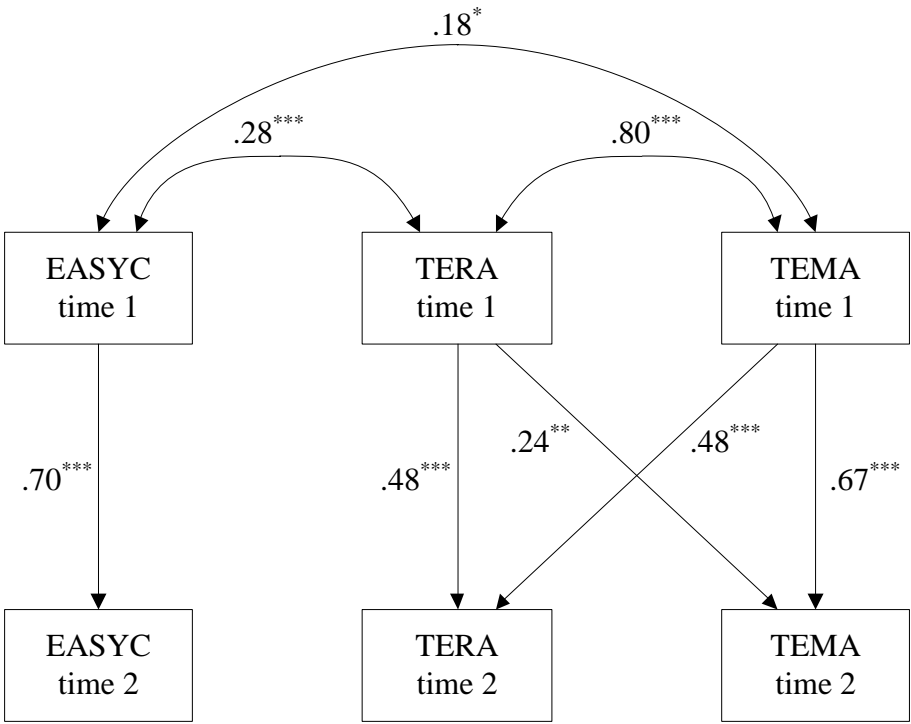 .18*
.28***
.80***
EASYC
time 1
TERA
time 1
TEMA
time 1
.70***
.48***
.24**
.48***
.67***
EASYC
time 2
TERA
time 2
TEMA
time 2